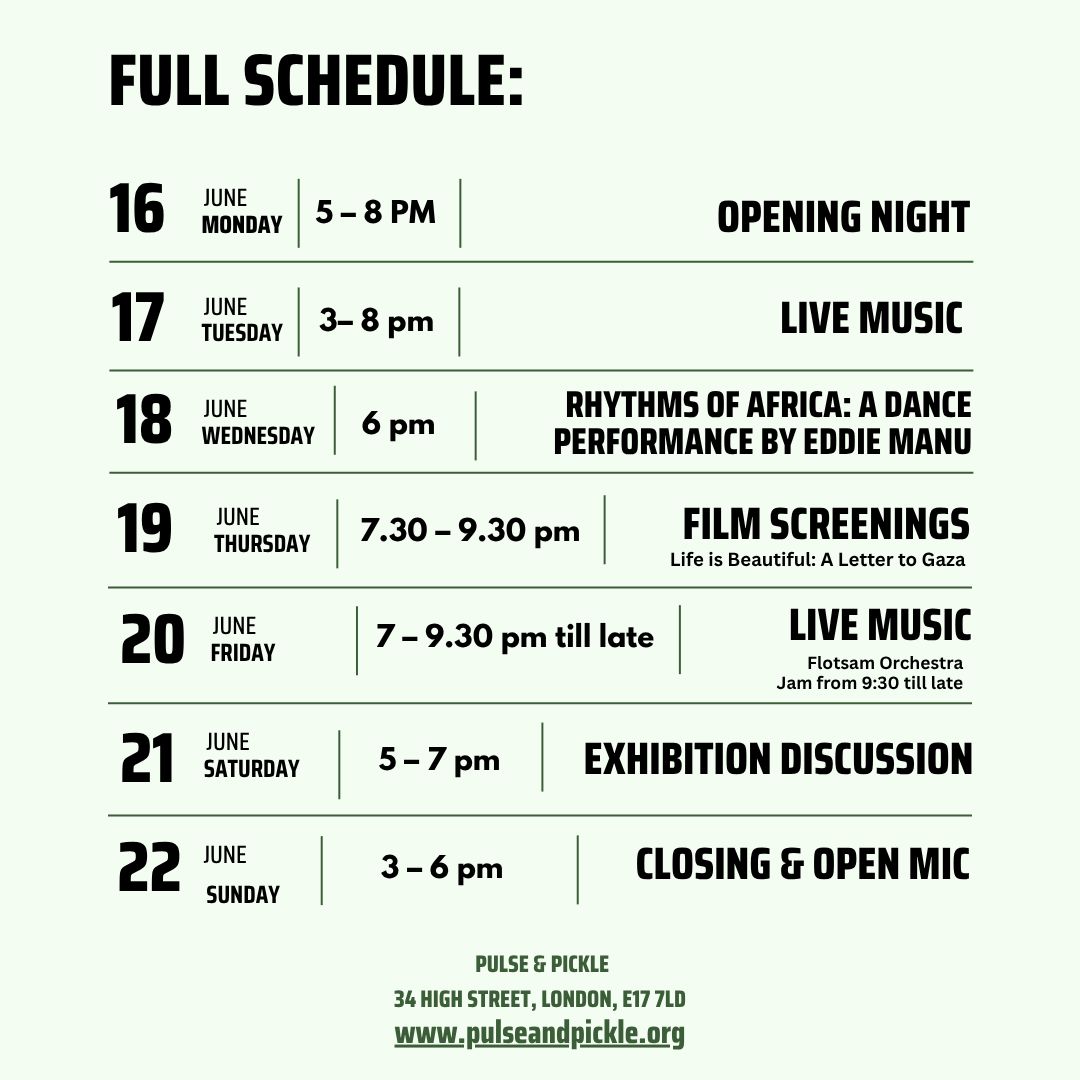 FULL SCHEDULE:
16 JUNE MONDAY 5 – 8 PM OPENING NIGHT
17 JUNE TUESDAY 3– 8 pm LIVE MUSIC
18 JUNE WEDNESDAY 6 pm RHYTHMS OF AFRICA: A DANCE
PERFORMANCE BY EDDIE MANU
19 JUNE THURSDAY 7.30 – 9.30 pm FILM SCREENINGS
Life is Beautiful: A Letter to Gaza
20 JUNE FRIDAY 7 – 9.30 pm till late LIVE MUSIC
Flotsam Orchestra
Jam from 9:30 till late
21 JUNE SATURDAY 5 – 7 pm EXHIBITION DISCUSSION
22 JUNE SUNDAY 3 – 6 pm CLOSING & OPEN MIC
PULSE & PICKLE
34 HIGH STREET, LONDON, E17 7LD
www.pulseandpickle.org